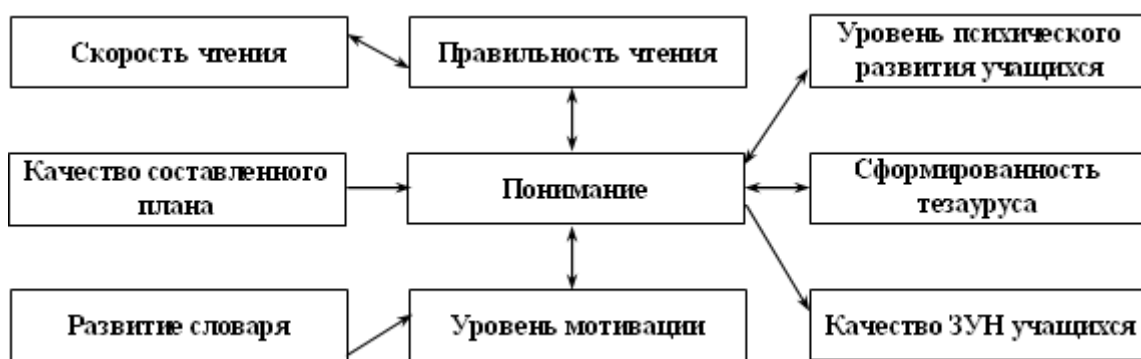 Скорость чтения
Правильность чтения
Уровень психического
развития учащихся
Качество составленного
плана
Понимание
Сформированность
тезауруса
Развитие словаря
Уровень мотивации
Качество ЗУН учащихся